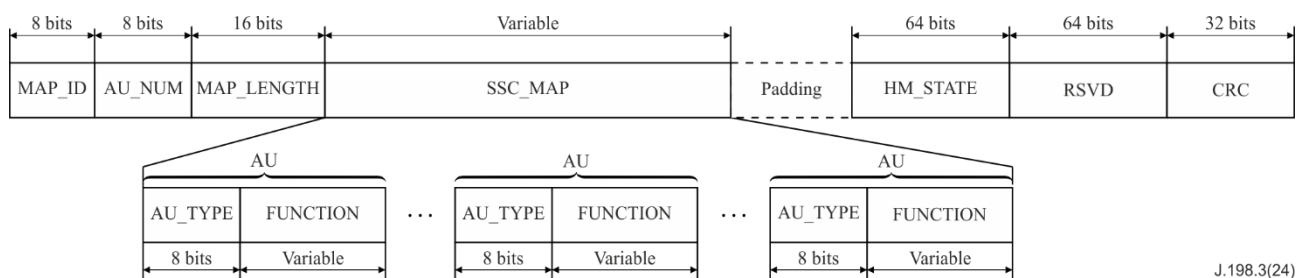 8 bits 8 bits 16 bits Variable 64 bits 64 bits 32 bits
MAP_ID AU_NUM MAP_LENGTH SSC_MAP Padding HM_STATE RSVD CRC
AU AU AU
AU_TYPE FUNCTION ... AU_TYPE FUNCTION ... AU_TYPE FUNCTION
8 bits Variable 8 bits Variable 8 bits Variable
J.198.3(24)